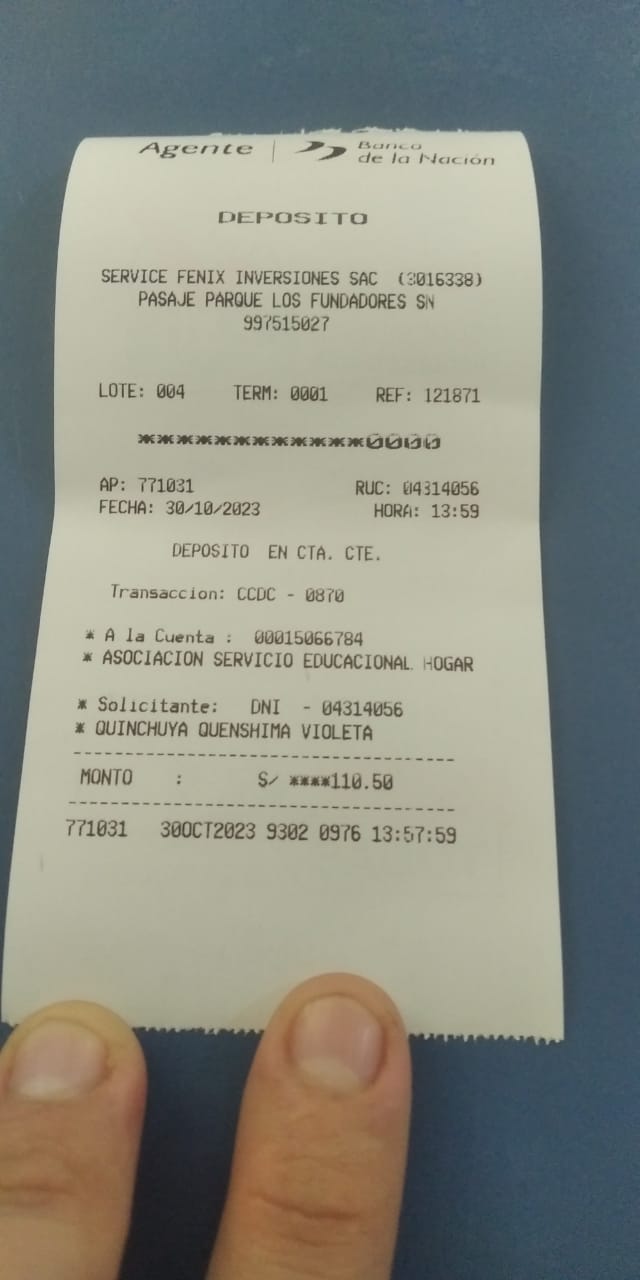 Agente | Banco
de la Nación
DEPOSITO
SERVICE FENIX INVERSIONES SAC (3016338)
PASAJE PARQUE LOS FUNDADORES SN
997515027
LOTE: 004 TERM: 0001 REF: 121871
************0000
AP: 771031 RUC: 04314056
FECHA: 30/10/2023 HORA: 13:59
DEPOSITO EN CTA. CTE.
Transaccion: CCDC - 0870
* A la Cuenta : 00015066784
* ASOCIACION SERVICIO EDUCACIONAL HOGAR
* Solicitante: DNI - 04314056
* QUINCHUYA QUENSHIMA VIOLETA
MONTO : S/ ****110.50
771031 30OCT2023 9302 0976 13:57:59